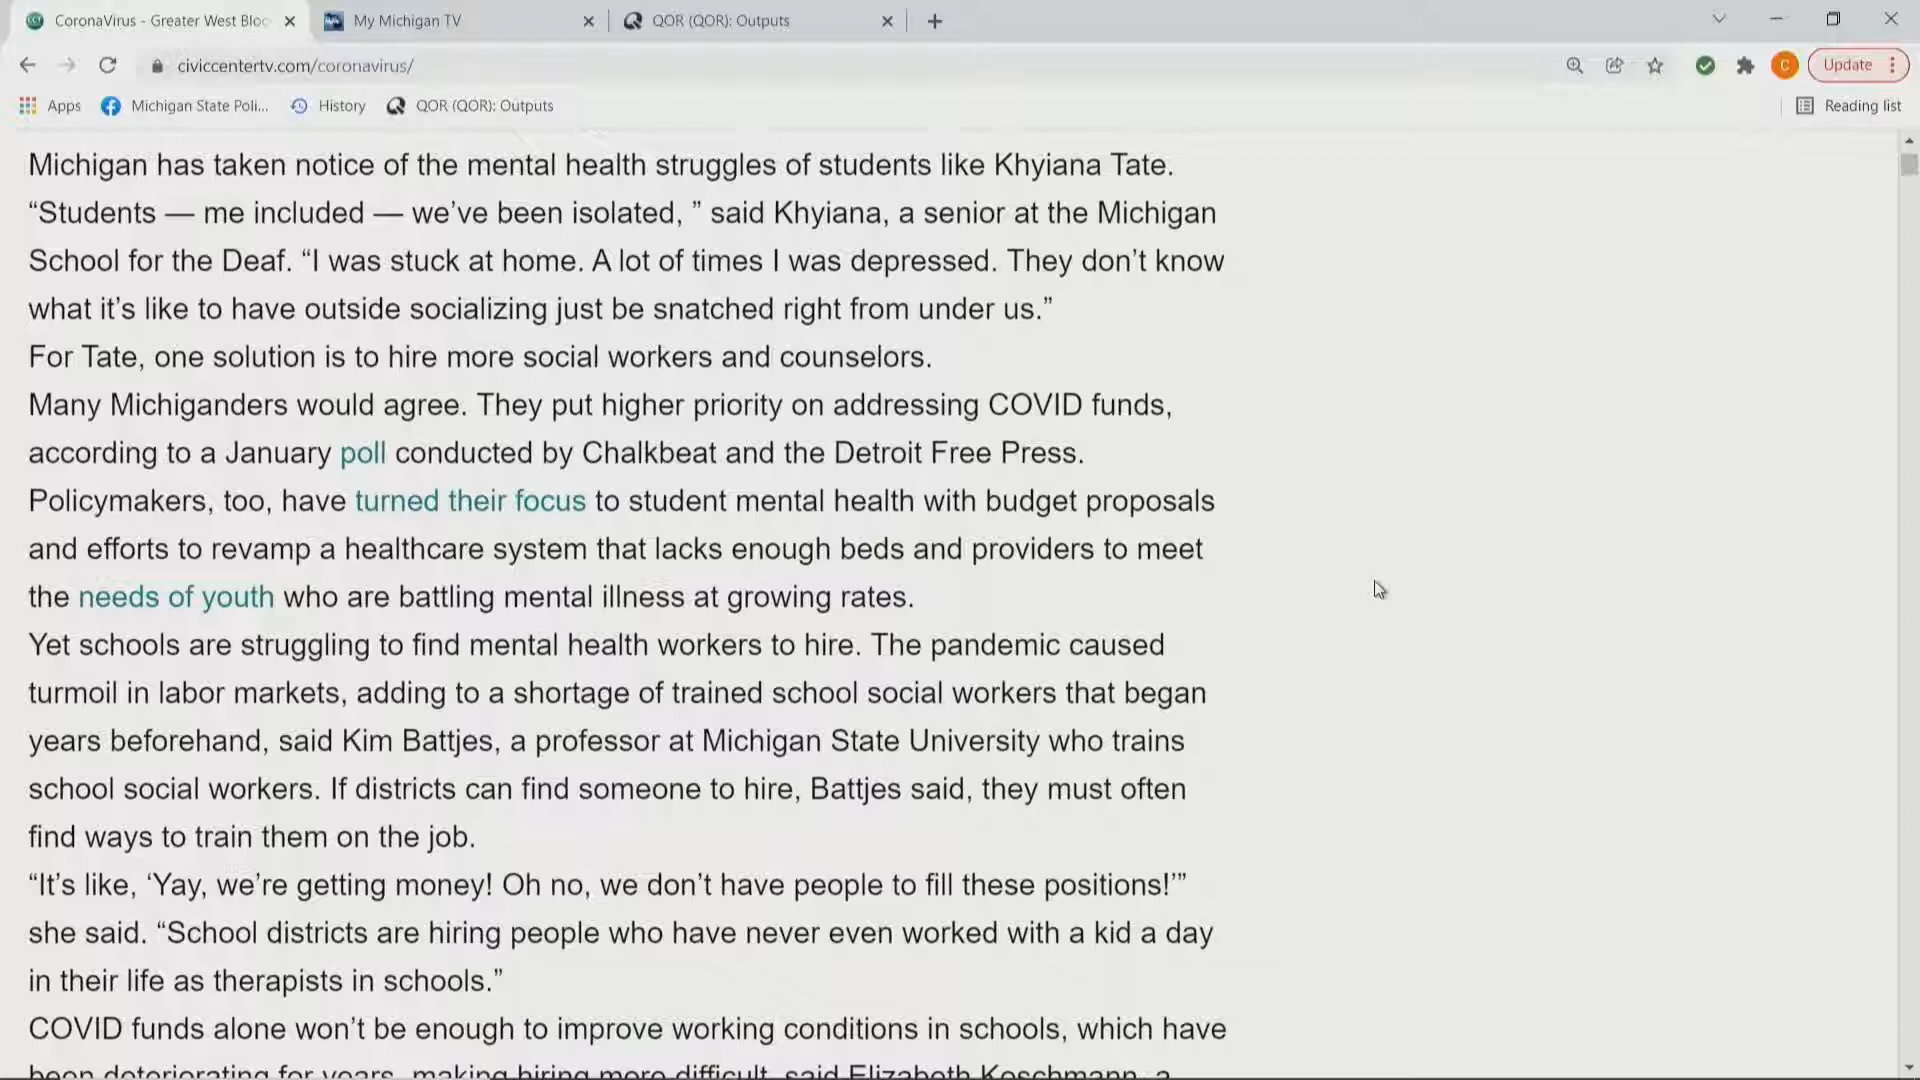 CoronaVirus - Greater West Bloo
My Michigan TV
QOR (QOR): Outputs
civiccentertv.com/coronavirus/
C
Update
Apps
Michigan State Poli...
History
QOR (QOR): Outputs
Reading list
Michigan has taken notice of the mental health struggles of students like Khyiana Tate.
“Students — me included — we’ve been isolated, ” said Khyiana, a senior at the Michigan
School for the Deaf. “I was stuck at home. A lot of times I was depressed. They don’t know
what it’s like to have outside socializing just be snatched right from under us.”
For Tate, one solution is to hire more social workers and counselors.
Many Michiganders would agree. They put higher priority on addressing COVID funds,
according to a January poll conducted by Chalkbeat and the Detroit Free Press.
Policymakers, too, have turned their focus to student mental health with budget proposals
and efforts to revamp a healthcare system that lacks enough beds and providers to meet
the needs of youth who are battling mental illness at growing rates.
Yet schools are struggling to find mental health workers to hire. The pandemic caused
turmoil in labor markets, adding to a shortage of trained school social workers that began
years beforehand, said Kim Battjes, a professor at Michigan State University who trains
school social workers. If districts can find someone to hire, Battjes said, they must often
find ways to train them on the job.
“It’s like, ‘Yay, we’re getting money! Oh no, we don’t have people to fill these positions!’”
she said. “School districts are hiring people who have never even worked with a kid a day
in their life as therapists in schools.”
COVID funds alone won’t be enough to improve working conditions in schools, which have
been deteriorating for years, making hiring more difficult, said Elizabeth Koschmann, a